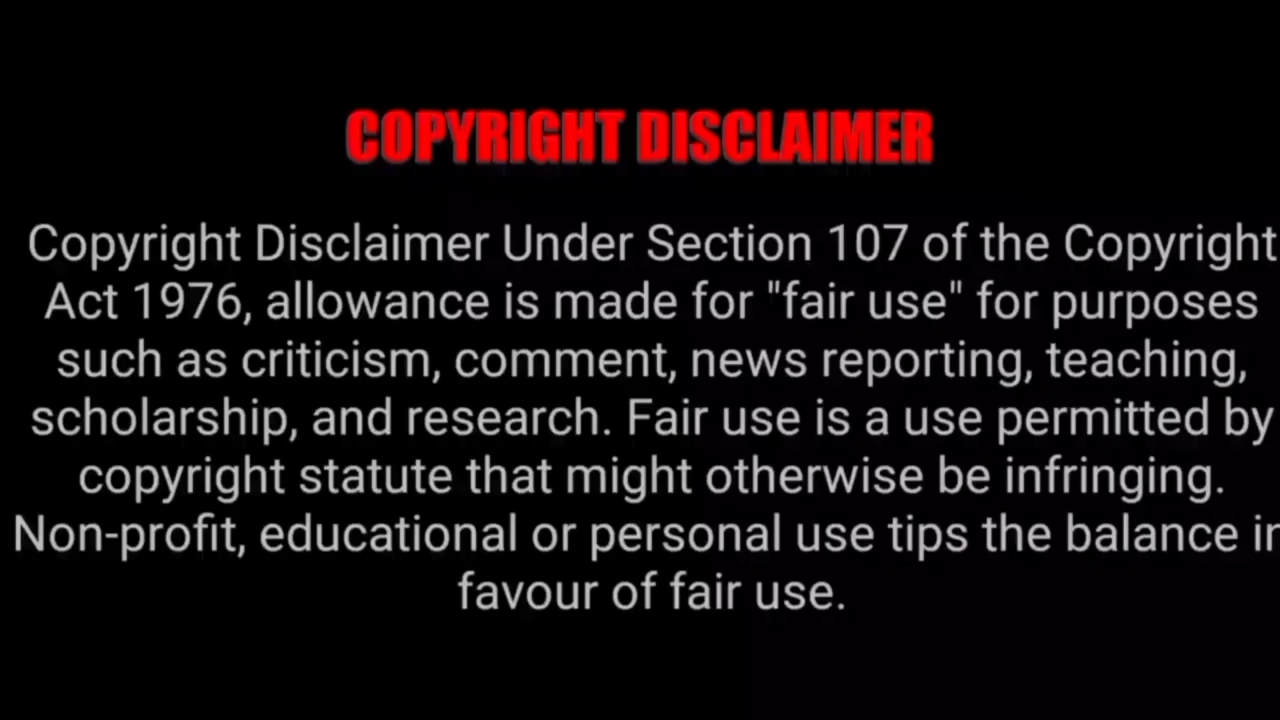 COPYRIGHT DISCLAIMER
Copyright Disclaimer Under Section 107 of the Copyright
Act 1976, allowance is made for "fair use" for purposes
such as criticism, comment, news reporting, teaching,
scholarship, and research. Fair use is a use permitted by
copyright statute that might otherwise be infringing.
Non-profit, educational or personal use tips the balance in
favour of fair use.